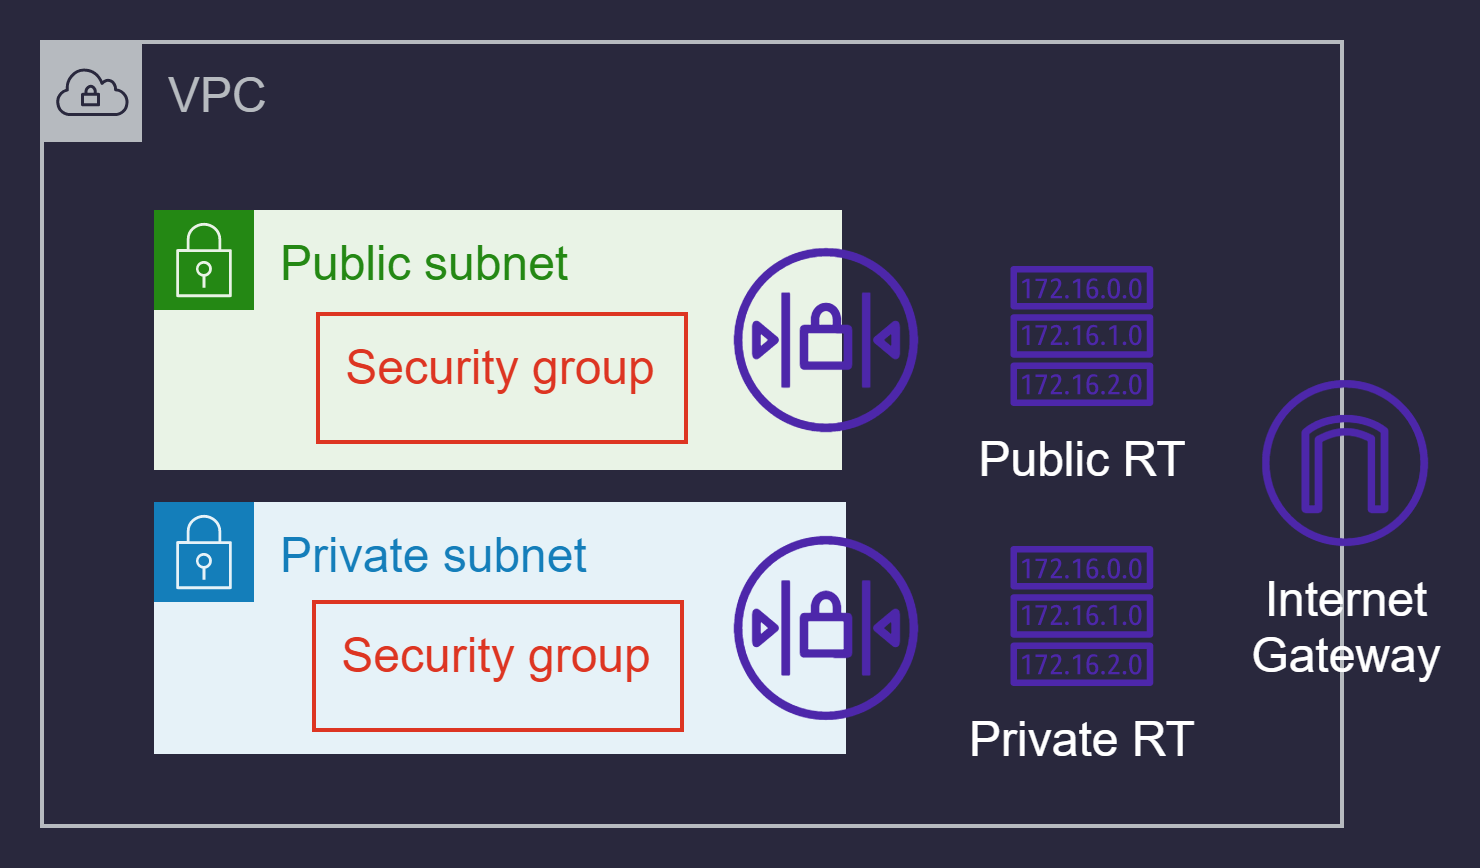 VPC
Public subnet
Security group
172.16.0.0
172.16.1.0
172.16.2.0
Public RT
Private subnet
Security group
172.16.0.0
172.16.1.0
172.16.2.0
Private RT
Internet
Gateway